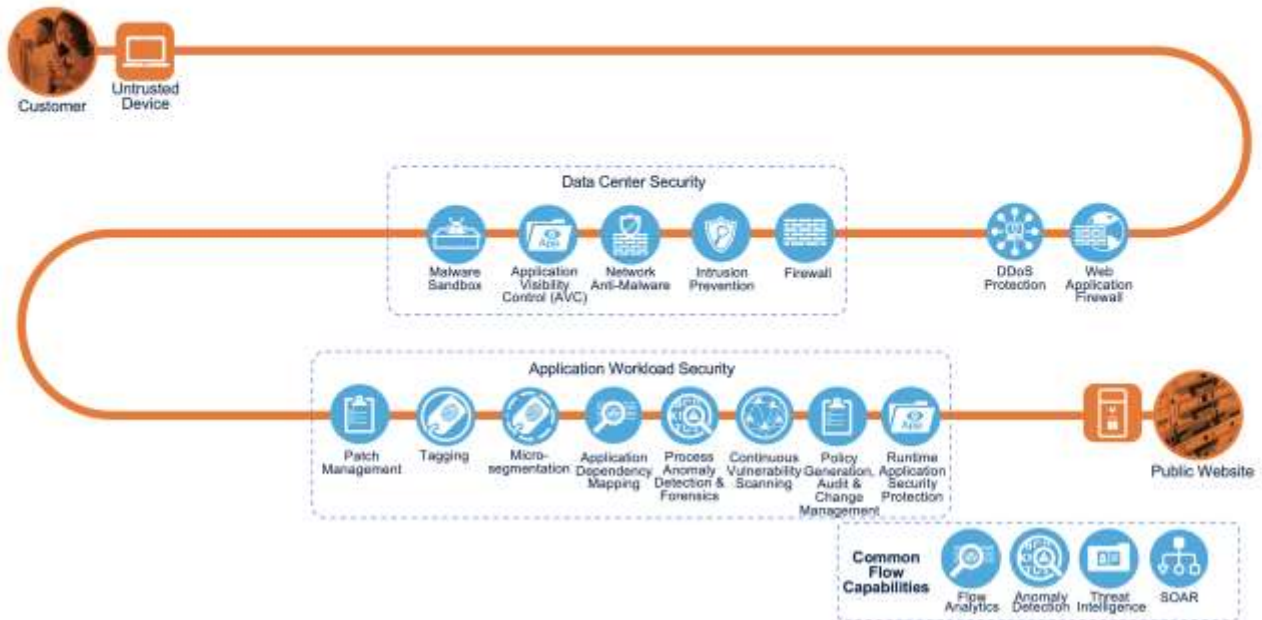 Customer
Untrusted
Device
Data Center Security
Malware
Sandbox
App
Application
Visibility
Control (AVC)
Network
Anti-Malware
Intrusion
Prevention
Firewall
DDoS
Protection
Web
Application
Firewall
Application Workload Security
Patch
Management
Tagging
Micro-
segmentation
Application
Dependency
Mapping
Process
Anomaly
Detection &
Forensics
Continuous
Vulnerability
Scanning
Policy
Generation,
Audit &
Change
Management
App
Runtime
Application
Security
Protection
Public Website
Common
Flow
Capabilities
Flow
Analytics
Anomaly
Detection
Threat
Intelligence
SOAR